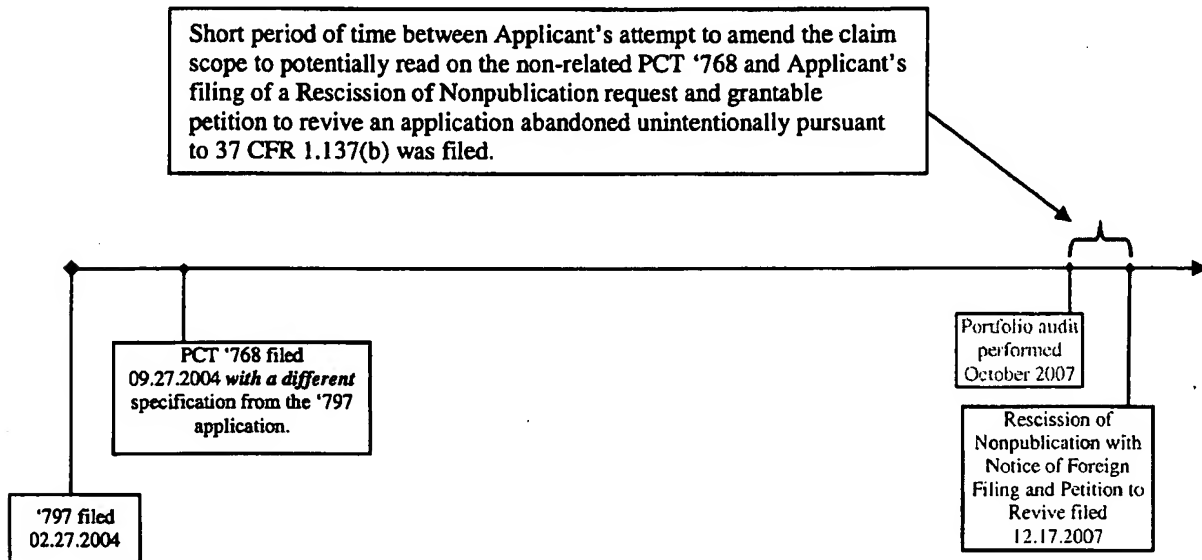 Short period of time between Applicant's attempt to amend the claim
scope to potentially read on the non-related PCT '768 and Applicant's
filing of a Rescission of Nonpublication request and grantable
petition to revive an application abandoned unintentionally pursuant
to 37 CFR 1.137(b) was filed.
Portfolio audit
performed
October 2007
PCT '768 filed
09.27.2004 with a different
specification from the '797
application.
Rescission of
Nonpublication with
Notice of Foreign
Filing and Petition to
Revive filed
12.17.2007
'797 filed
02.27.2004